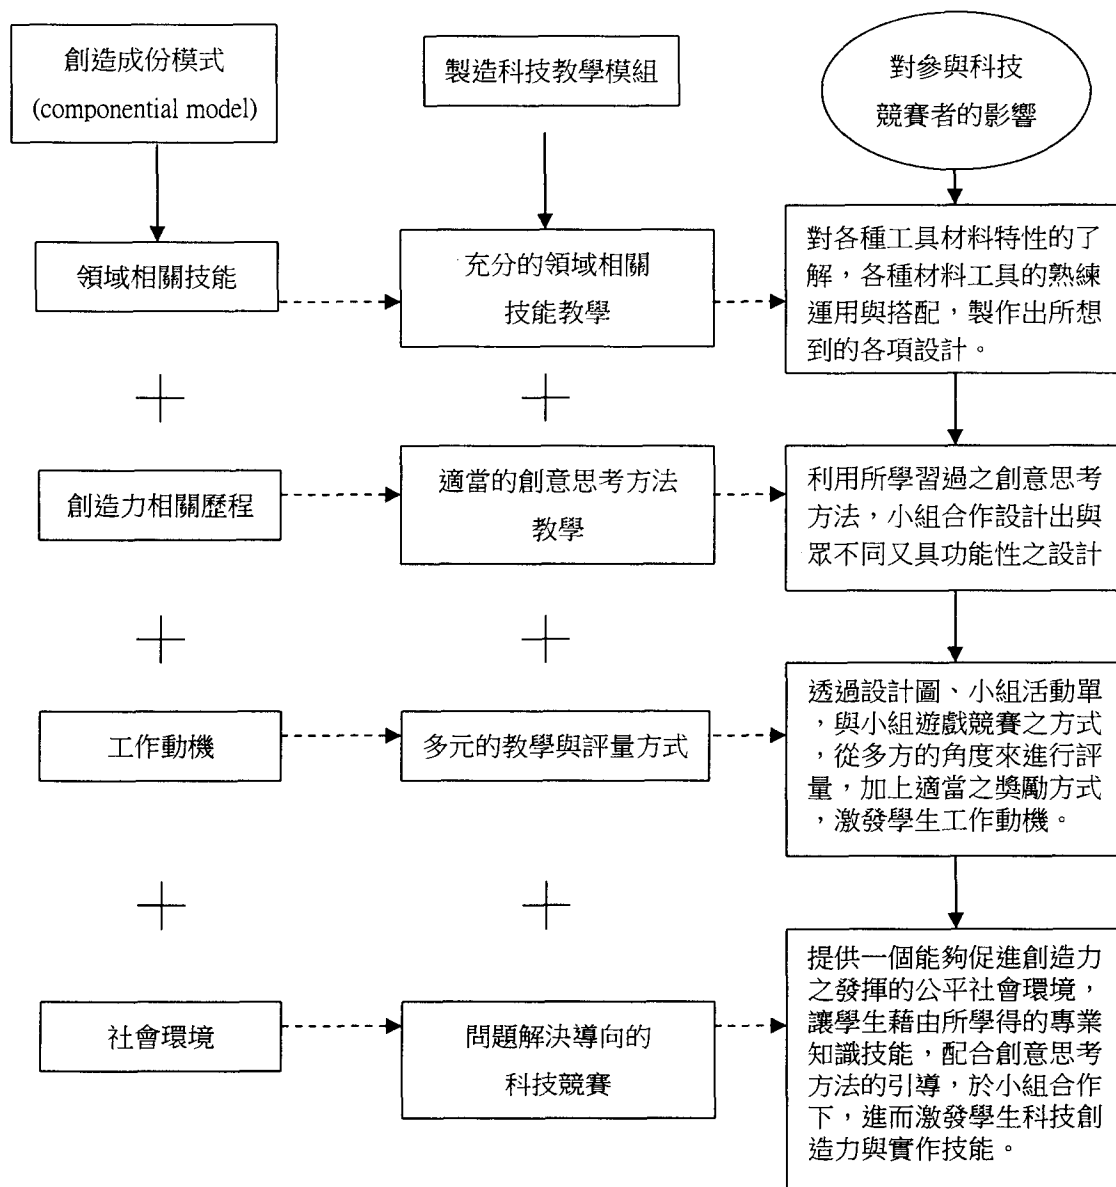 創造成份模式
(componential model)
製造科技教學模組
對參與科技
競賽者的影響
領域相關技能
充分的領域相關
技能教學
對各種工具材料特性的了
解，各種材料工具的熟練
運用與搭配，製作出所想
到的各項設計。
創造力相關歷程
適當的創意思考方法
教學
利用所學習過之創意思考
方法，小組合作設計出與
眾不同又具功能性之設計
工作動機
多元的教學與評量方式
透過設計圖、小組活動單
，與小組遊戲競賽之方式
，從多方的角度來進行評
量，加上適當之獎勵方式
，激發學生工作動機。
社會環境
問題解決導向的
科技競賽
提供一個能夠促進創造力
之發揮的公平社會環境，
讓學生藉由所學得的專業
知識技能，配合創意思考
方法的引導，於小組合作
下，進而激發學生科技創
造力與實作技能。